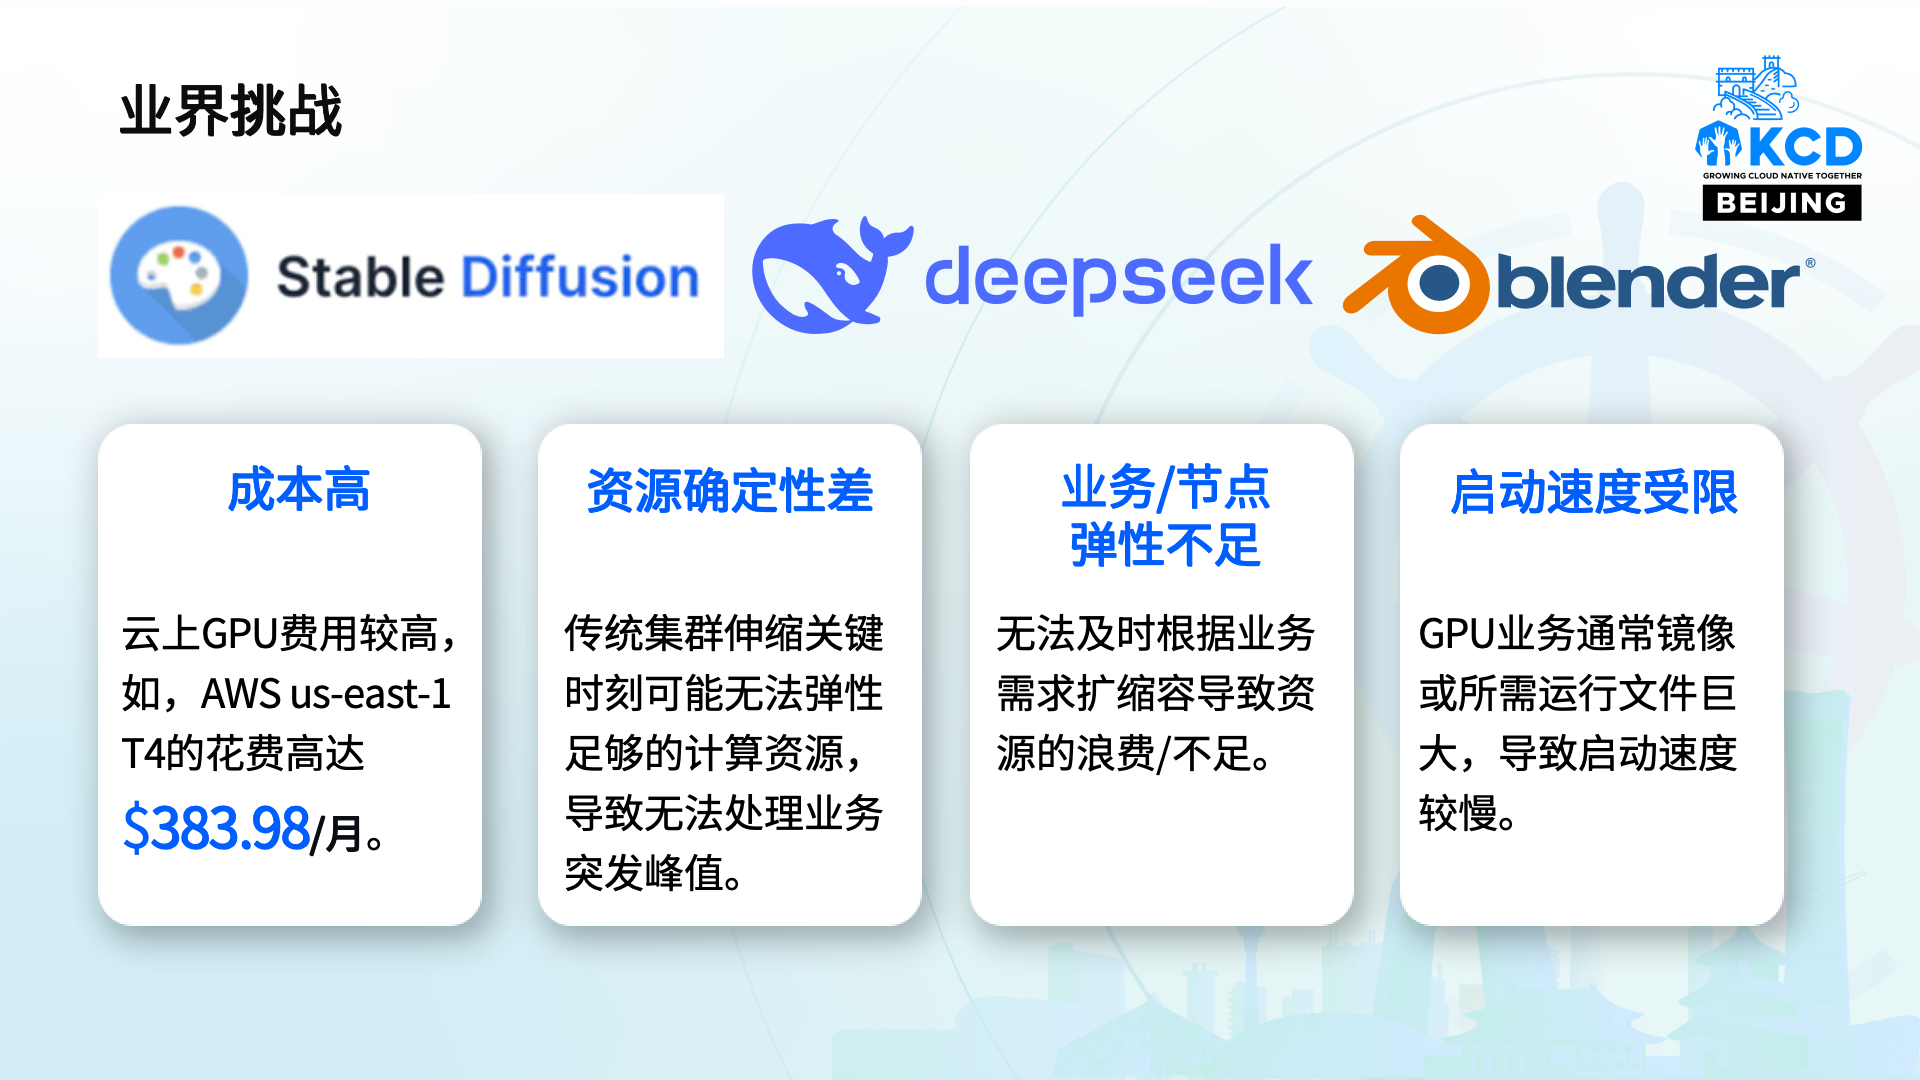 业界挑战
KCD
GROWING CLOUD NATIVE TOGETHER
BEIJING
Stable Diffusion
deepseek
blender®
成本高
云上GPU费用较高，
如，AWS us-east-1
T4的花费高达
$383.98/月。
资源确定性差
传统集群伸缩关键
时刻可能无法弹性
足够的计算资源，
导致无法处理业务
突发峰值。
业务/节点
弹性不足
无法及时根据业务
需求扩缩容导致资
源的浪费/不足。
启动速度受限
GPU业务通常镜像
或所需运行文件巨
大，导致启动速度
较慢。